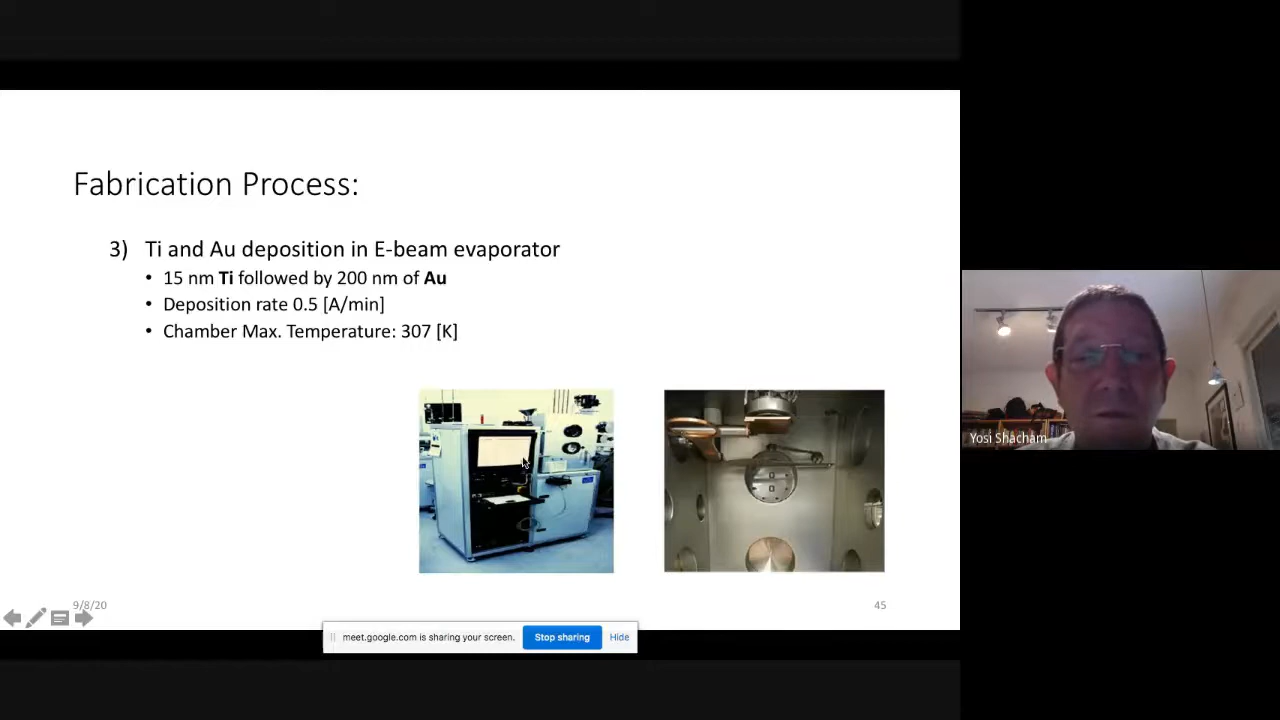 Fabrication Process:
3) Ti and Au deposition in E-beam evaporator
• 15 nm Ti followed by 200 nm of Au
• Deposition rate 0.5 [A/min]
• Chamber Max. Temperature: 307 [K]
Yosi Shacham
9/8/20
45
meet.google.com is sharing your screen.
Stop sharing
Hide